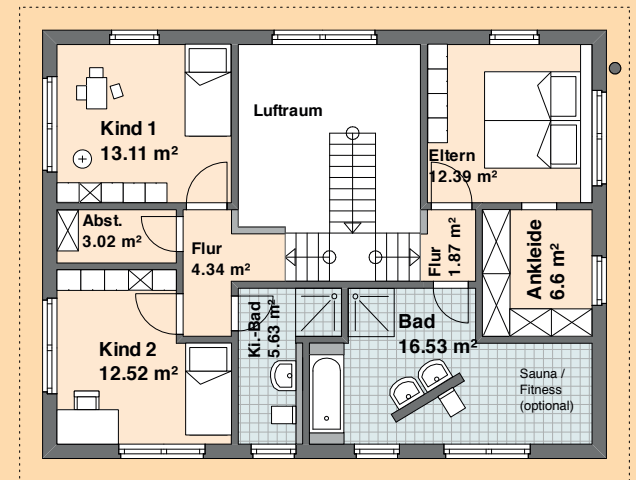 Kind 1
13.11 m²
Luftraum
Eltern
12.39 m²
Abst.
3.02 m²
Flur
4.34 m²
Flur
1.87 m²
Ankleide
6.6 m²
Kind 2
12.52 m²
Ki.-Bad
5.63 m²
Bad
16.53 m²
Sauna /
Fitness
(optional)